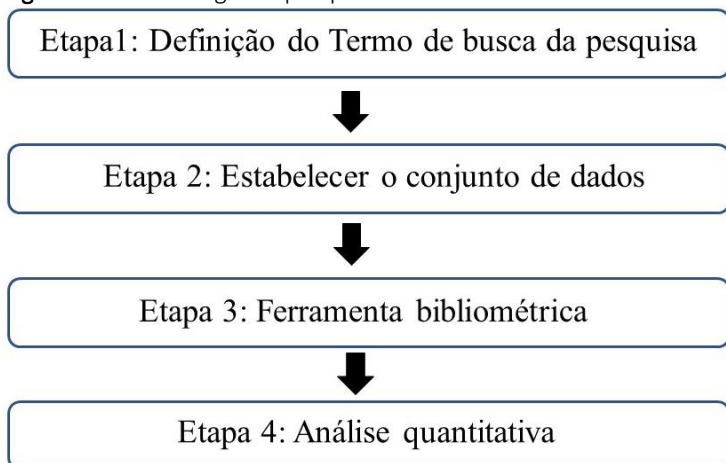 Etapa1: Definição do Termo de busca da pesquisa
Etapa 2: Estabelecer o conjunto de dados
Etapa 3: Ferramenta bibliométrica
Etapa 4: Análise quantitativa